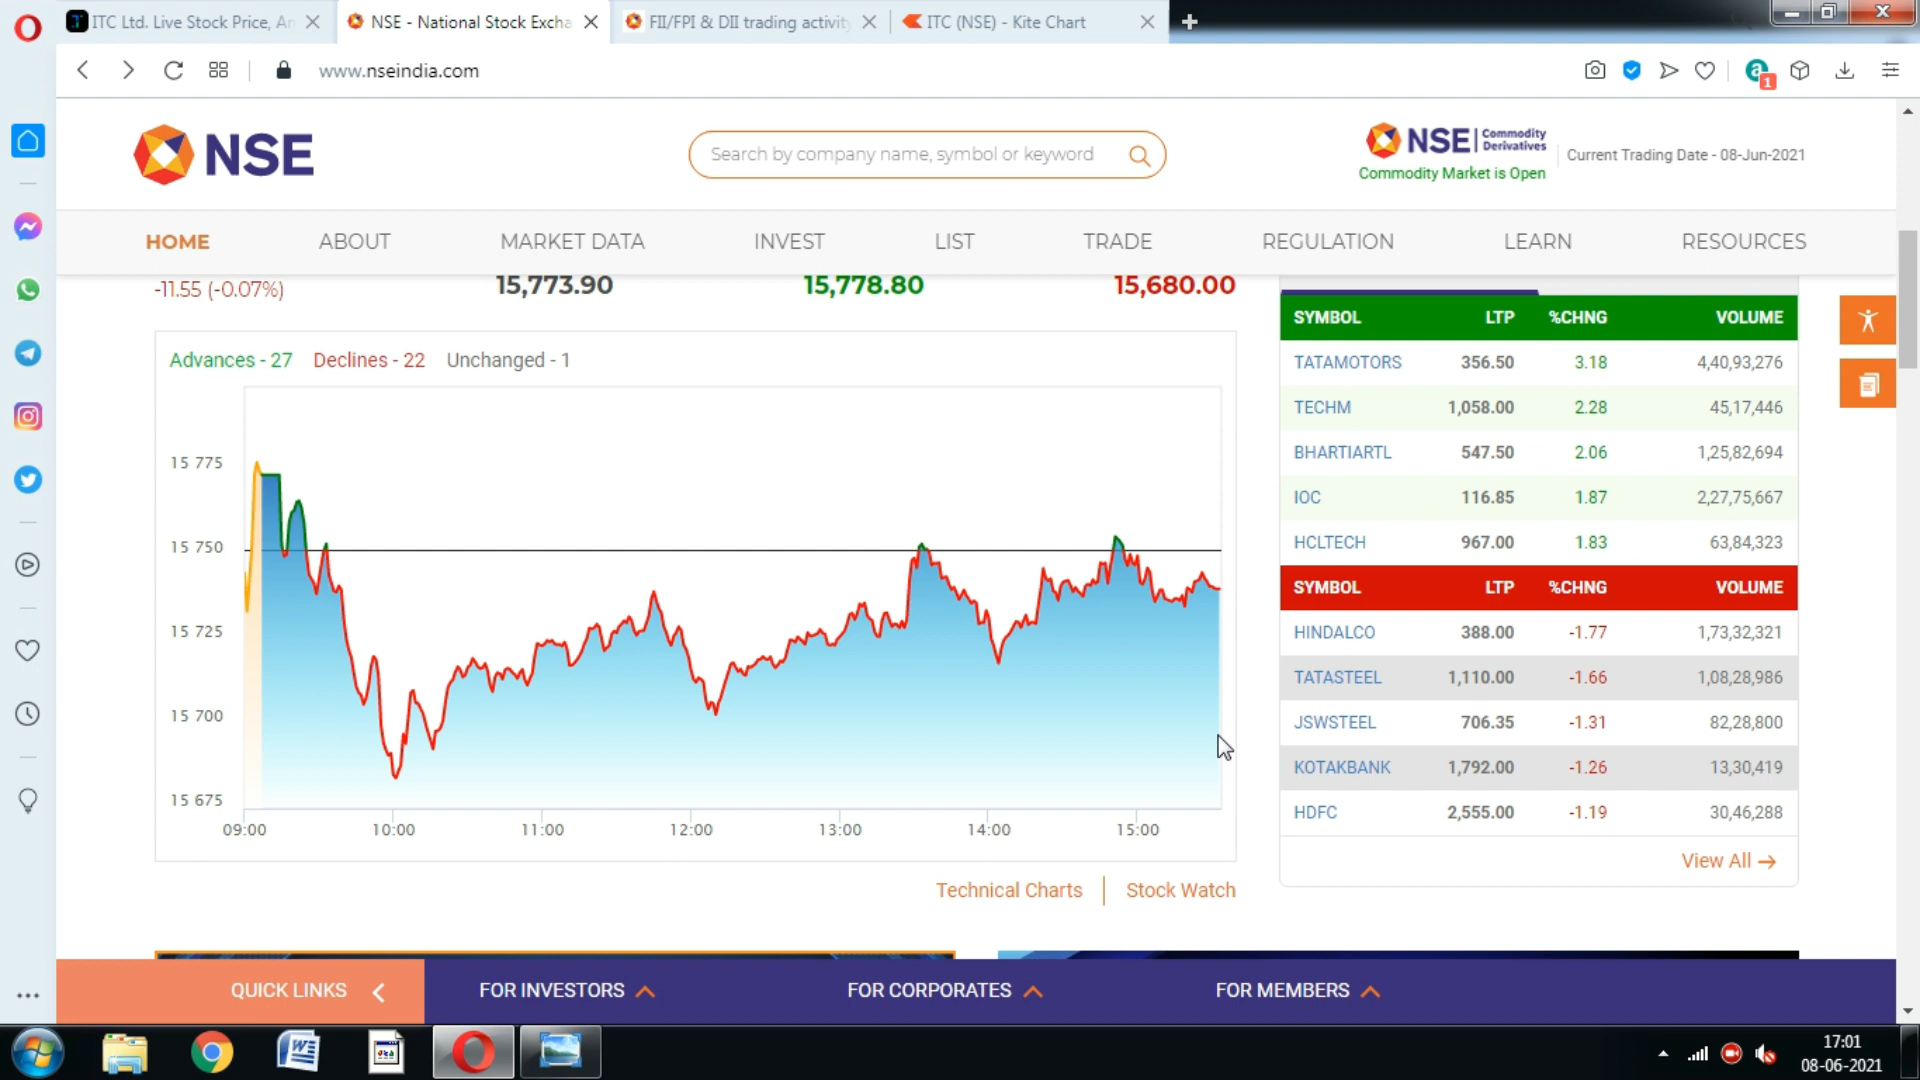 ITC Ltd. Live Stock Price, An
NSE - National Stock Excha
FII/FPI & DII trading activity
ITC (NSE) - Kite Chart
www.nseindia.com
a
1
NSE
Search by company name, symbol or keyword
NSE Commodity Derivatives
Commodity Market is Open
Current Trading Date - 08-Jun-2021
HOME ABOUT MARKET DATA INVEST LIST TRADE REGULATION LEARN RESOURCES
-11.55 (-0.07%) 15,773.90 15,778.80 15,680.00
Advances - 27 Declines - 22 Unchanged - 1
15 775
15 750
15 725
15 700
15 675
09:00 10:00 11:00 12:00 13:00 14:00 15:00
Technical Charts Stock Watch
SYMBOL LTP %CHNG VOLUME
TATAMOTORS 356.50 3.18 4,40,93,276
TECHM 1,058.00 2.28 45,17,446
BHARTIARTL 547.50 2.06 1,25,82,694
IOC 116.85 1.87 2,27,75,667
HCLTECH 967.00 1.83 63,84,323
SYMBOL LTP %CHNG VOLUME
HINDALCO 388.00 -1.77 1,73,32,321
TATASTEEL 1,110.00 -1.66 1,08,28,986
JSWSTEEL 706.35 -1.31 82,28,800
KOTAKBANK 1,792.00 -1.26 13,30,419
HDFC 2,555.00 -1.19 30,46,288
View All
QUICK LINKS FOR INVESTORS FOR CORPORATES FOR MEMBERS
17:01
08-06-2021